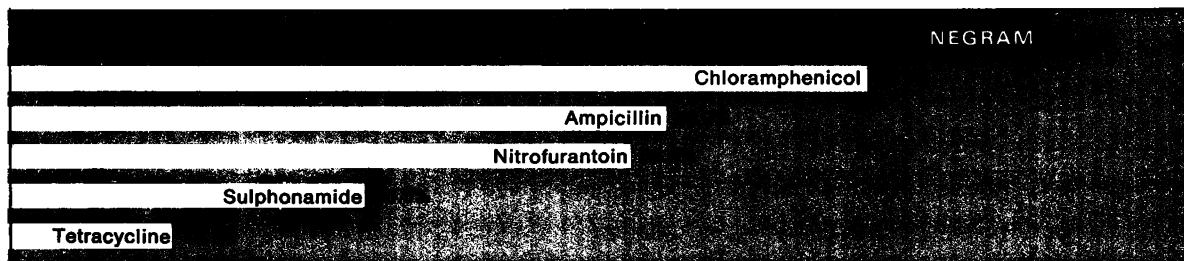 NEGRAM
Chloramphenicol
Ampicillin
Nitrofurantoin
Sulphonamide
Tetracycline